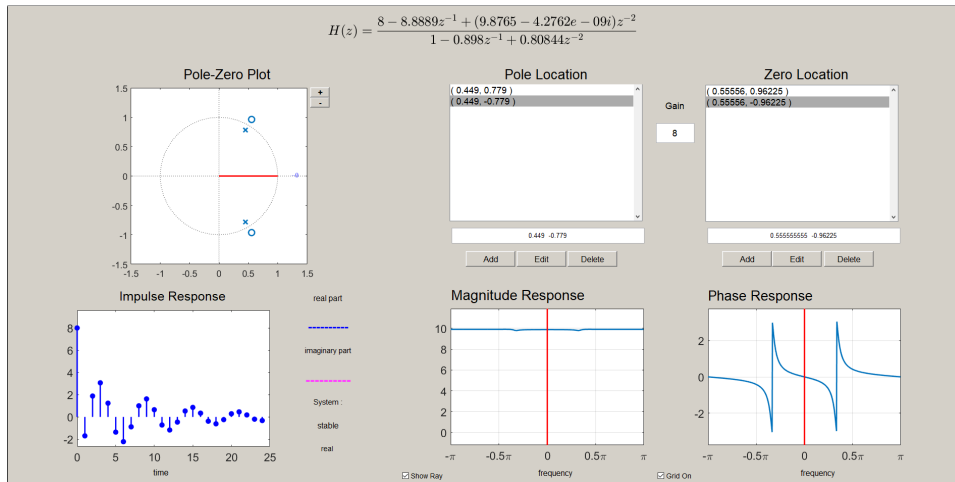 H(z) = \frac{8 - 8.8889z^{-1} + (9.8765 - 4.2762e - 09i)z^{-2}}{1 - 0.898z^{-1} + 0.80844z^{-2}}
Pole-Zero Plot
1.5
1
0.5
0
-0.5
-1
-1.5
-1.5 -1 -0.5 0 0.5 1 1.5
+
-
Pole Location
( 0.449, 0.779 )
( 0.449, -0.779 )
0.449 -0.779
Add Edit Delete
Gain
8
Zero Location
( 0.55556, 0.96225 )
( 0.55556, -0.96225 )
0.555555555 -0.96225
Add Edit Delete
Impulse Response
8
6
4
2
0
-2
0 5 10 15 20 25
time
real part
imaginary part
System :
stable
real
Magnitude Response
10
8
6
4
2
0
-π -0.5π 0 0.5π π
frequency
Show Ray
Phase Response
2
0
-2
-π -0.5π 0 0.5π π
frequency
Grid On